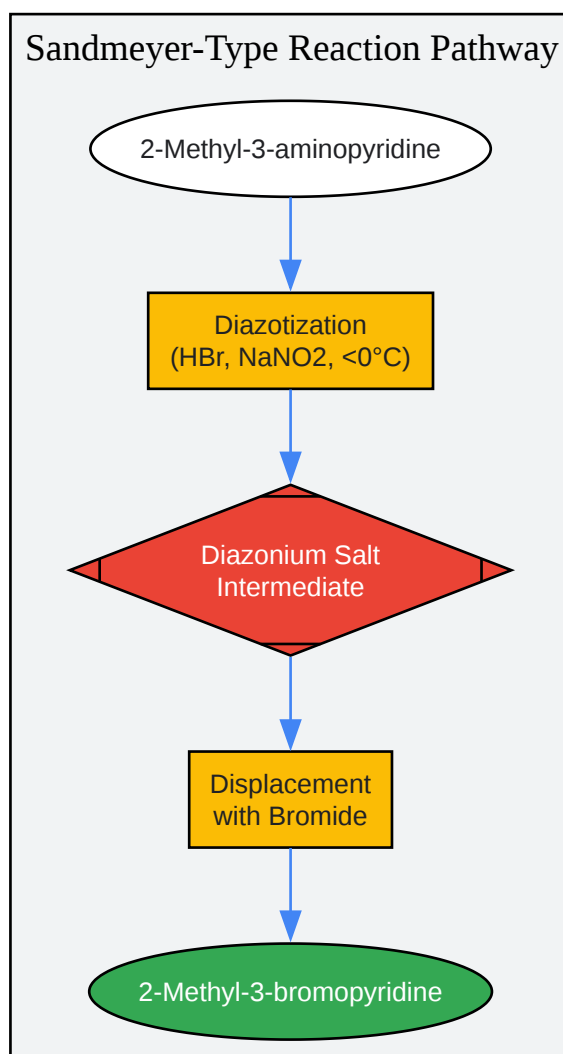 Sandmeyer-Type Reaction Pathway
2-Methyl-3-aminopyridine
Diazotization
(HBr, NaNO2, <0°C)
Diazonium Salt
Intermediate
Displacement
with Bromide
2-Methyl-3-bromopyridine